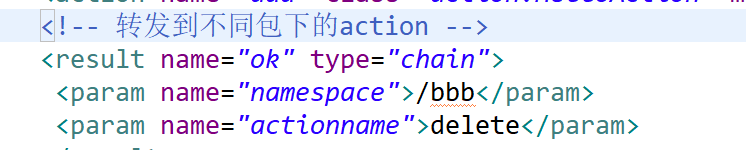 <!-- 转发到不同包下的action -->
<result name="ok" type="chain">
<param name="namespace">/bbb</param>
<param name="actionname">delete</param>